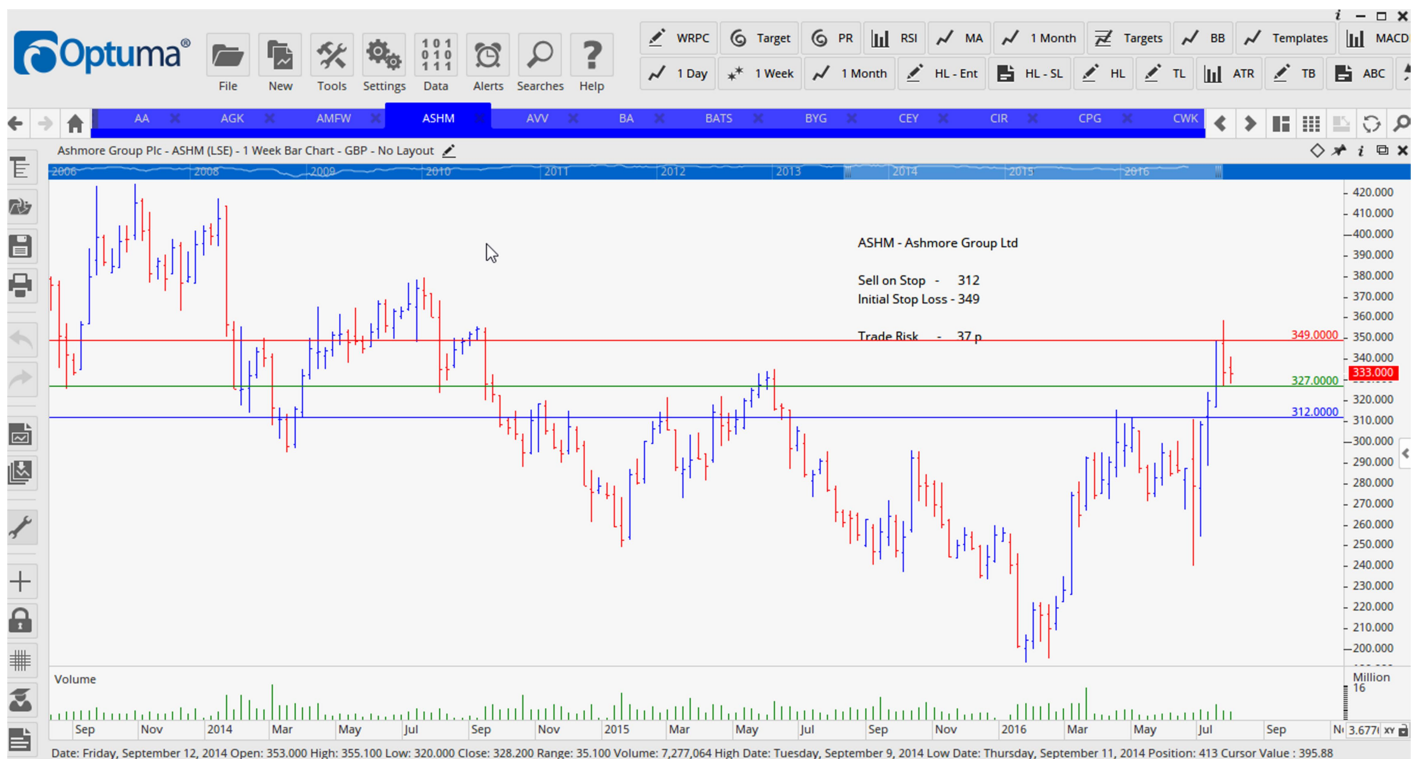 i
Optuma®
File New Tools Settings Data Alerts Searches Help
WRPC Target PR RSI MA 1 Month Targets BB Templates MACD
1 Day 1 Week 1 Month HL - Ent HL - SL HL TL ATR TB ABC
AA AGK AMFW ASHM AVV BA BATS BYG CEY CIR CPG CWK
Ashmore Group Plc - ASHM (LSE) - 1 Week Bar Chart - GBP - No Layout
2006 2008 2009 2010 2011 2012 2013 2014 2015 2016
420.000
410.000
400.000
ASHM - Ashmore Group Ltd
390.000
380.000
Sell on Stop - 312
370.000
Initial Stop Loss - 349
360.000
350.000
Trade Risk - 37 p
349.0000
340.000
333.000
327.0000
320.000
312.0000
310.000
300.000
290.000
280.000
270.000
260.000
250.000
240.000
230.000
220.000
210.000
200.000
Volume
Million
16
Sep Nov 2014 Mar May Jul Sep Nov 2015 Mar May Jul Sep Nov 2016 Mar May Jul Sep
3.677 XY
Date: Friday, September 12, 2014 Open: 353.000 High: 355.100 Low: 320.000 Close: 328.200 Range: 35.100 Volume: 7,277,064 High Date: Tuesday, September 9, 2014 Low Date: Thursday, September 11, 2014 Position: 413 Cursor Value : 395.88